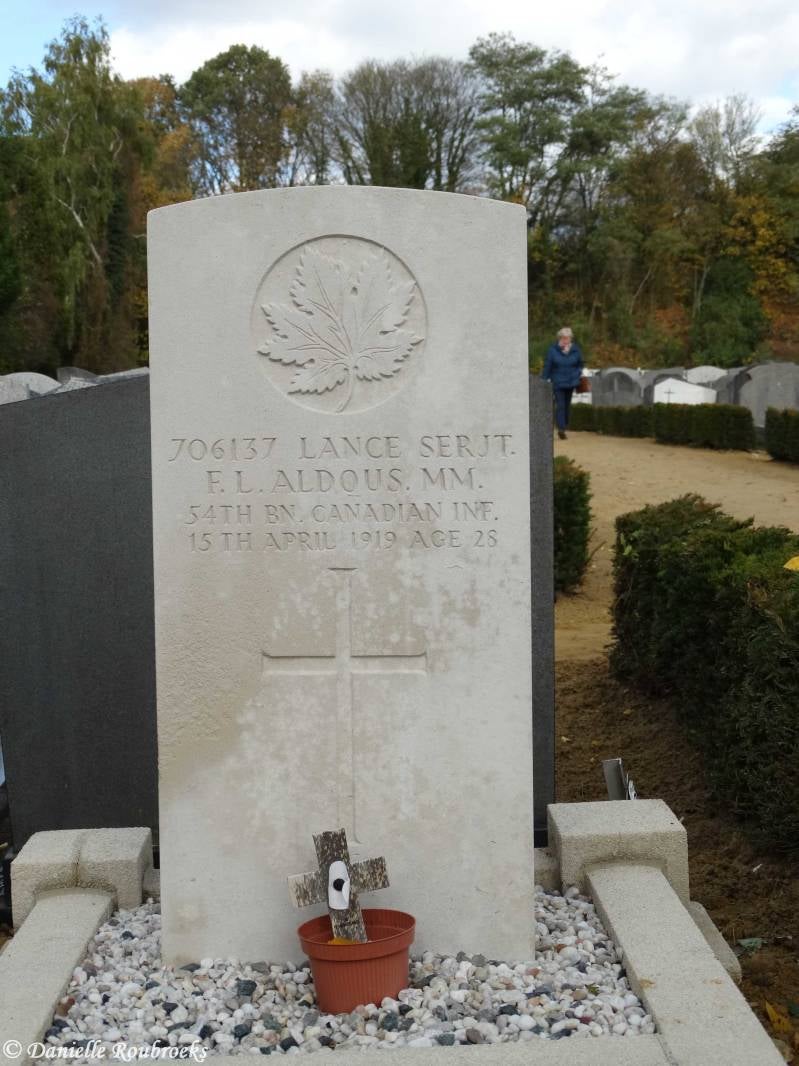 706137 LANCE SERJT.
F. L. ALDOUS. MM.
54TH BN. CANADIAN INF.
15TH APRIL 1919 AGE 28
© Danielle Roubroeks